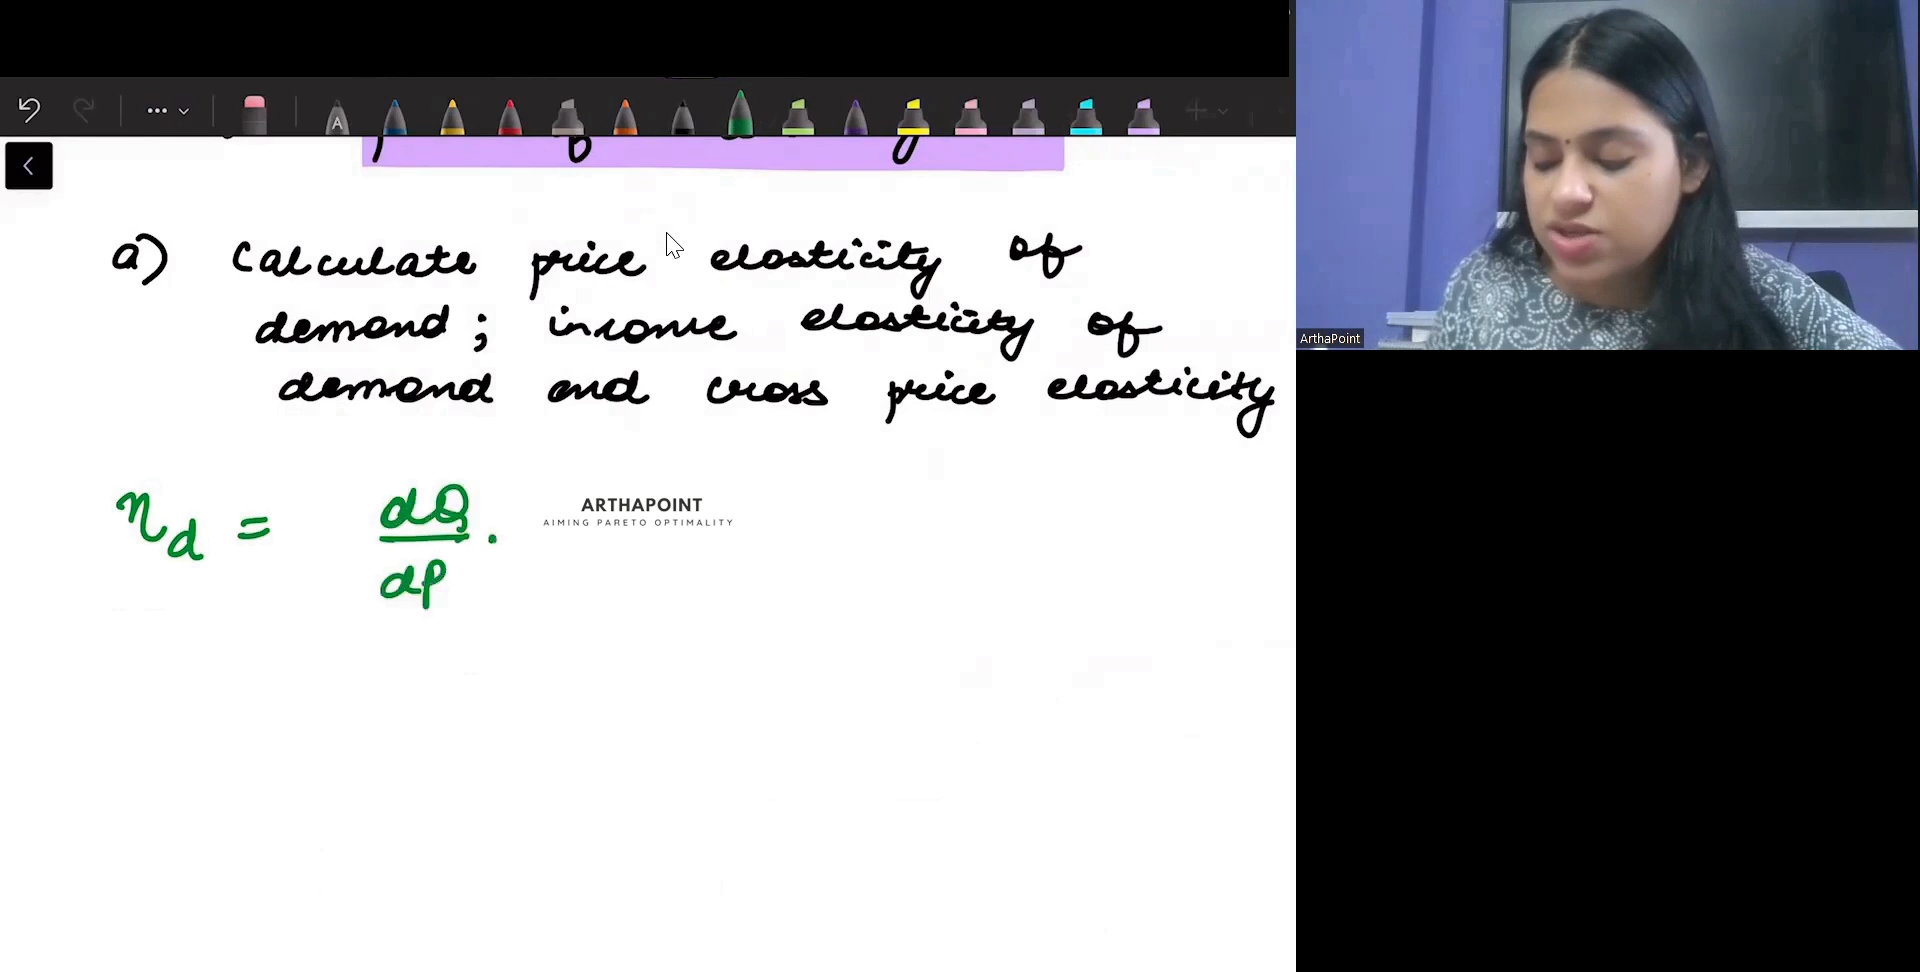 a) Calculate price elasticity of
demand; income elasticity of
demand and cross price elasticity
ηd = dQ/dP .
ARTHAPOINT
AIMING PARETO OPTIMALITY
ArthaPoint